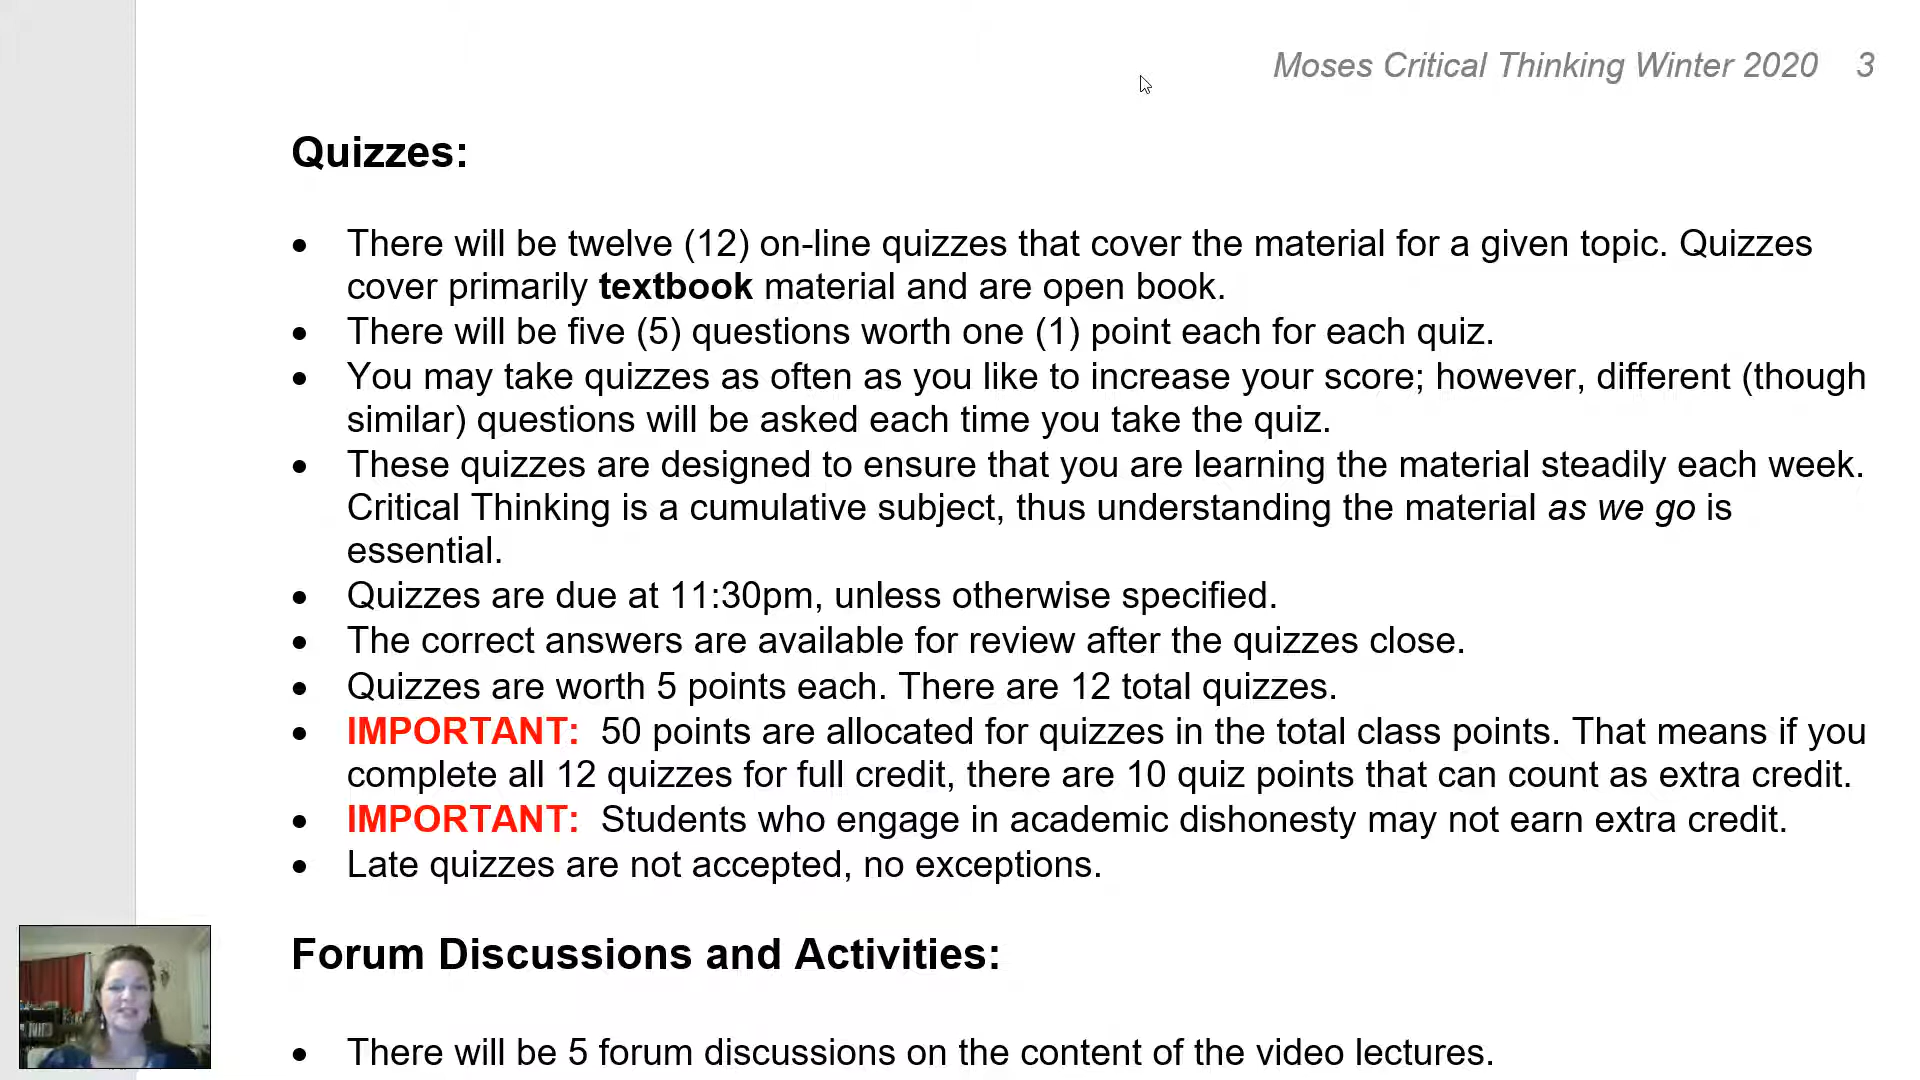 Moses Critical Thinking Winter 2020 3
Quizzes:
• There will be twelve (12) on-line quizzes that cover the material for a given topic. Quizzes
cover primarily textbook material and are open book.
• There will be five (5) questions worth one (1) point each for each quiz.
• You may take quizzes as often as you like to increase your score; however, different (though
similar) questions will be asked each time you take the quiz.
• These quizzes are designed to ensure that you are learning the material steadily each week.
Critical Thinking is a cumulative subject, thus understanding the material as we go is
essential.
• Quizzes are due at 11:30pm, unless otherwise specified.
• The correct answers are available for review after the quizzes close.
• Quizzes are worth 5 points each. There are 12 total quizzes.
• IMPORTANT: 50 points are allocated for quizzes in the total class points. That means if you
complete all 12 quizzes for full credit, there are 10 quiz points that can count as extra credit.
• IMPORTANT: Students who engage in academic dishonesty may not earn extra credit.
• Late quizzes are not accepted, no exceptions.
Forum Discussions and Activities:
• There will be 5 forum discussions on the content of the video lectures.